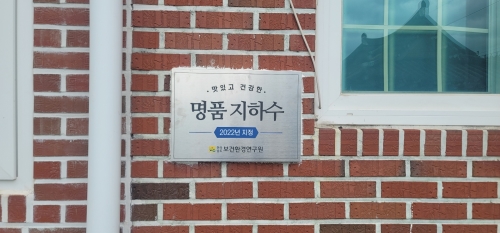 ·맛있고 건강한·
명품 지하수
2022년 지정
보건환경연구원